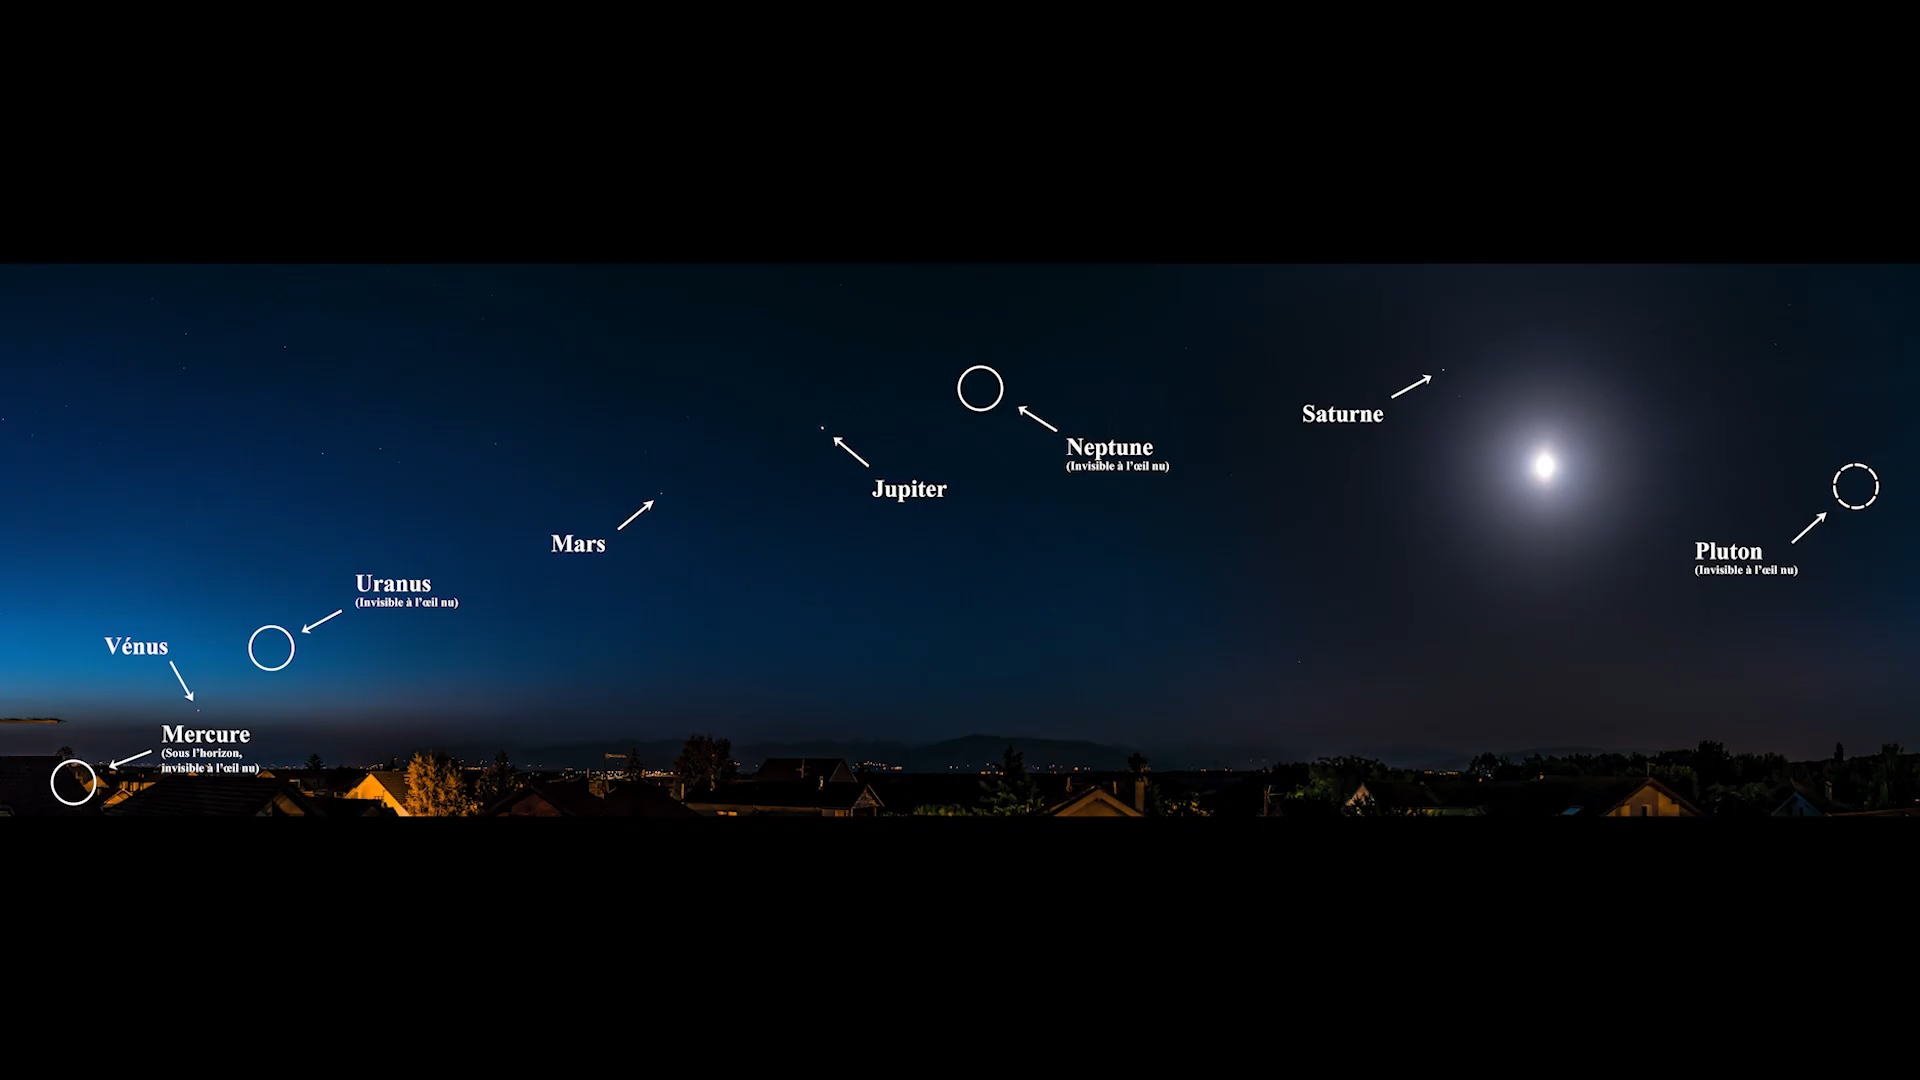 Vénus
Mercure
(Sous l’horizon,
invisible à l’œil nu)
Uranus
(Invisible à l’œil nu)
Mars
Jupiter
Neptune
(Invisible à l’œil nu)
Saturne
Pluton
(Invisible à l’œil nu)